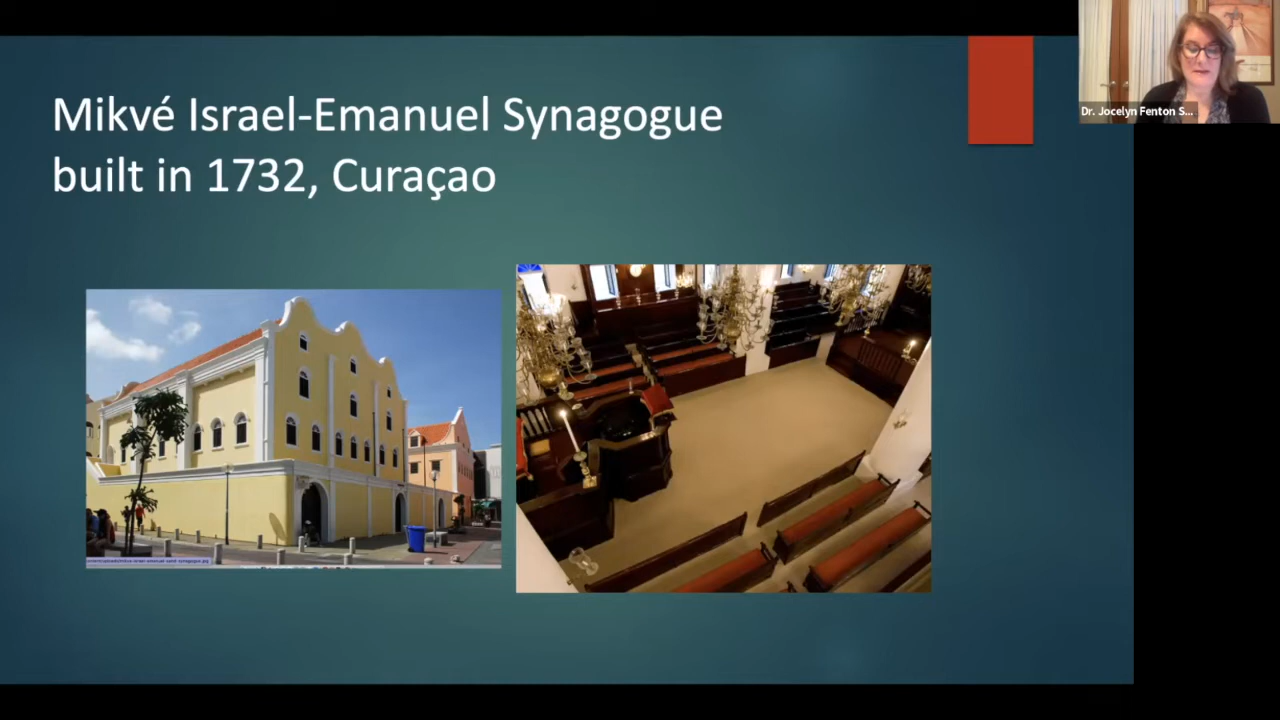 Mikvé Israel-Emanuel Synagogue
built in 1732, Curaçao
Dr. Jocelyn Fenton S...